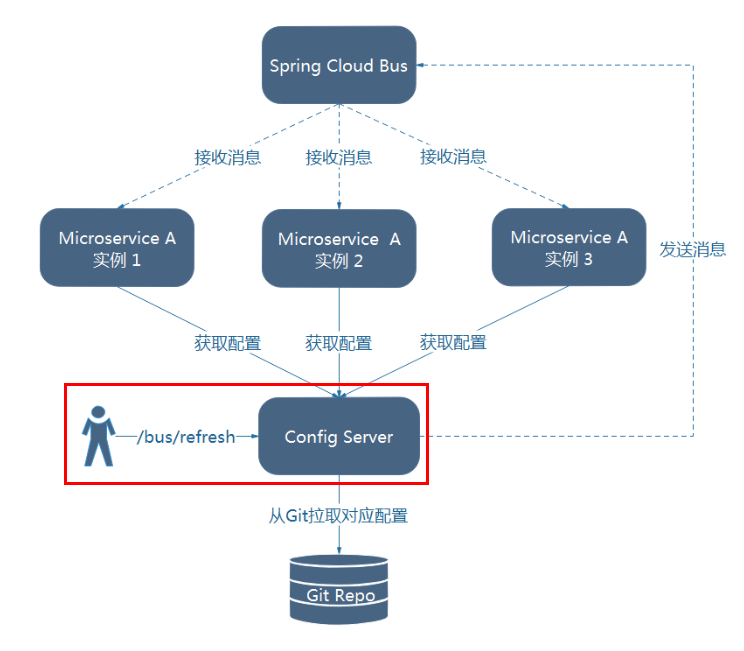 Spring Cloud Bus
接收消息
接收消息
接收消息
Microservice A
实例 1
Microservice A
实例 2
Microservice A
实例 3
发送消息
获取配置
获取配置
获取配置
/bus/refresh
Config Server
从Git拉取对应配置
Git Repo